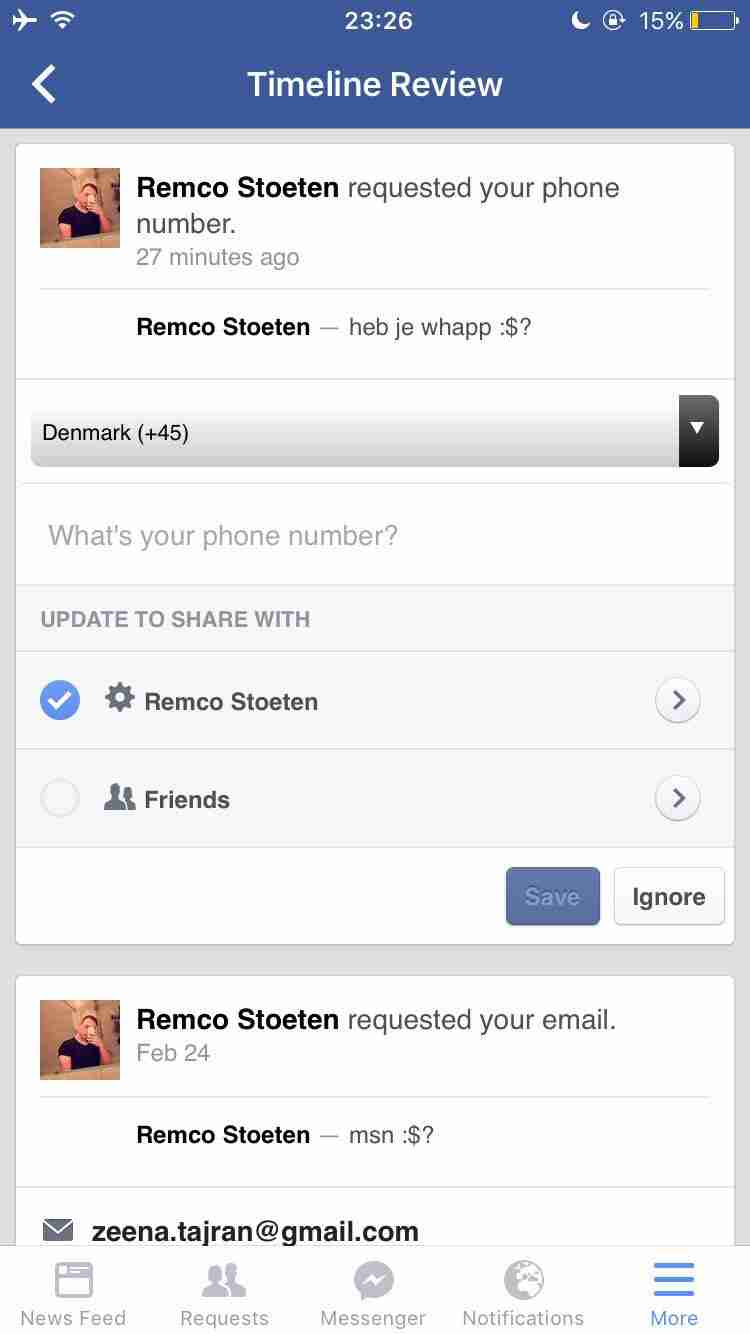 23:26
15%
Timeline Review
Remco Stoeten requested your phone
number.
27 minutes ago
Remco Stoeten — heb je whapp :$?
Denmark (+45)
What's your phone number?
UPDATE TO SHARE WITH
Remco Stoeten
Friends
Save
Ignore
Remco Stoeten requested your email.
Feb 24
Remco Stoeten — msn :$?
zeena.tajran@gmail.com
News Feed
Requests
Messenger
Notifications
More